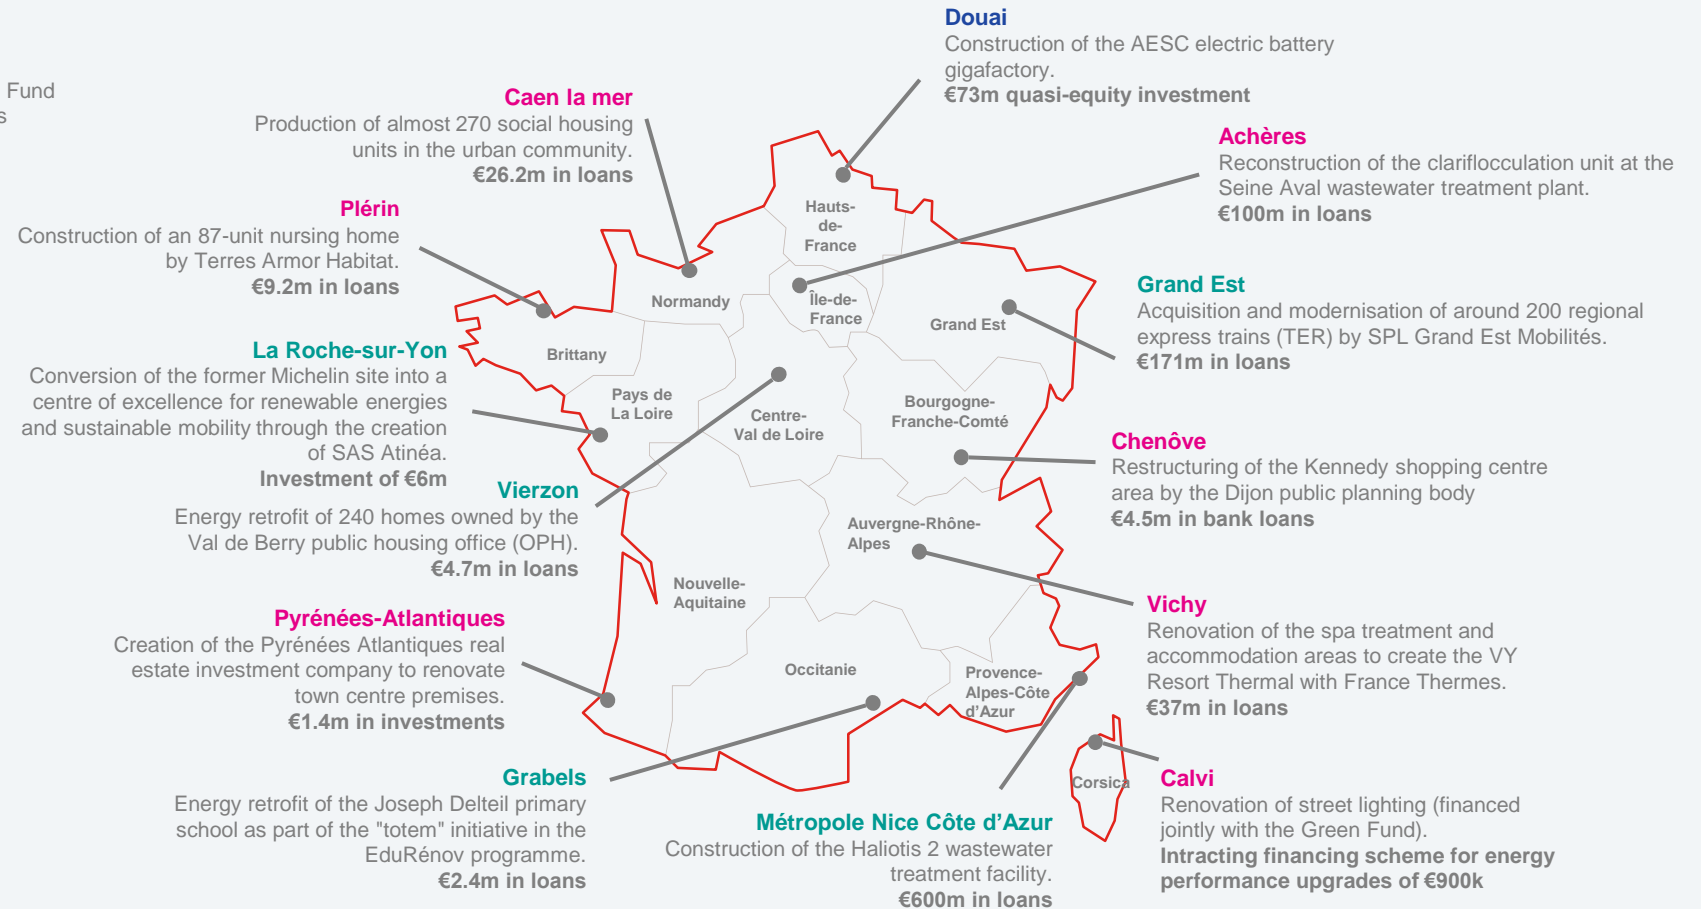 Fund
s
Douai
Construction of the AESC electric battery
gigafactory.
€73m quasi-equity investment
Caen la mer
Production of almost 270 social housing
units in the urban community.
€26.2m in loans
Achères
Reconstruction of the clariflocculation unit at the
Seine Aval wastewater treatment plant.
€100m in loans
Plérin
Construction of an 87-unit nursing home
by Terres Armor Habitat.
€9.2m in loans
Grand Est
Acquisition and modernisation of around 200 regional
express trains (TER) by SPL Grand Est Mobilités.
€171m in loans
La Roche-sur-Yon
Conversion of the former Michelin site into a
centre of excellence for renewable energies
and sustainable mobility through the creation
of SAS Atinéa.
Investment of €6m
Chenôve
Restructuring of the Kennedy shopping centre
area by the Dijon public planning body
€4.5m in bank loans
Vierzon
Energy retrofit of 240 homes owned by the
Val de Berry public housing office (OPH).
€4.7m in loans
Vichy
Renovation of the spa treatment and
accommodation areas to create the VY
Resort Thermal with France Thermes.
€37m in loans
Pyrénées-Atlantiques
Creation of the Pyrénées Atlantiques real
estate investment company to renovate
town centre premises.
€1.4m in investments
Grabels
Energy retrofit of the Joseph Delteil primary
school as part of the "totem" initiative in the
EduRénov programme.
€2.4m in loans
Métropole Nice Côte d’Azur
Construction of the Haliotis 2 wastewater
treatment facility.
€600m in loans
Calvi
Renovation of street lighting (financed
jointly with the Green Fund).
Intracting financing scheme for energy
performance upgrades of €900k
Hauts-
de-
France
Normandy
Île-de-
France
Grand Est
Brittany
Pays de
La Loire
Centre-
Val de Loire
Bourgogne-
Franche-Comté
Auvergne-Rhône-
Alpes
Nouvelle-
Aquitaine
Occitanie
Provence-
Alpes-Côte
d’Azur
Corsica